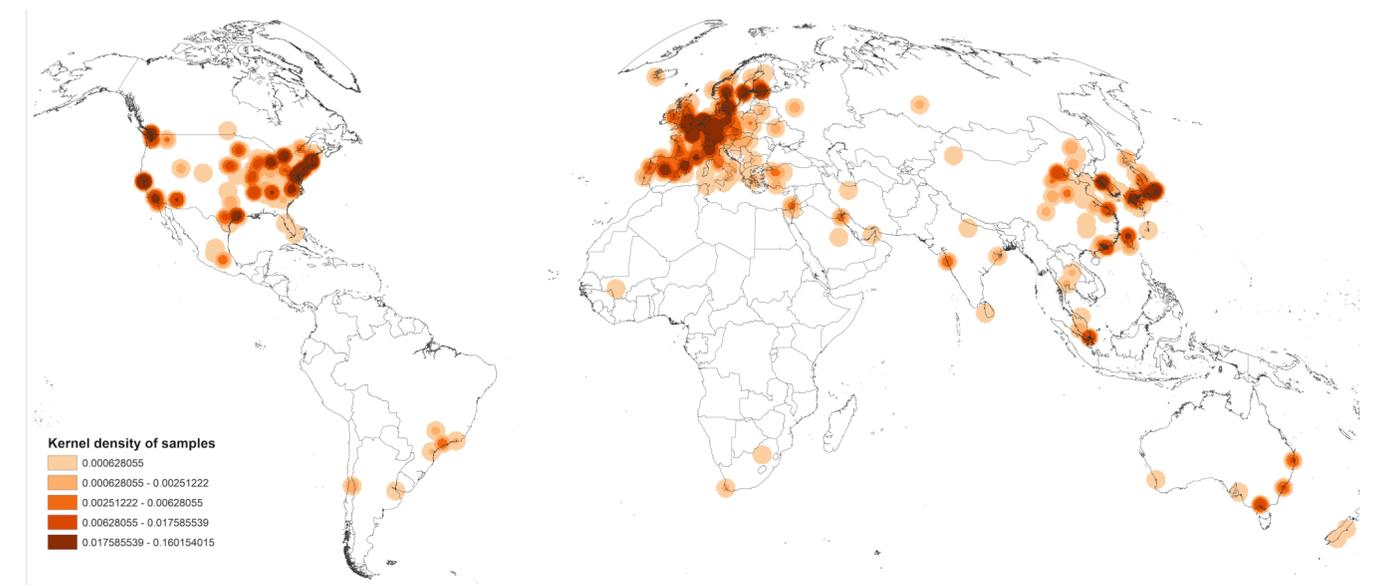 Kernel density of samples
0.000628055
0.000628055 - 0.00251222
0.00251222 - 0.00628055
0.00628055 - 0.017585539
0.017585539 - 0.160154015